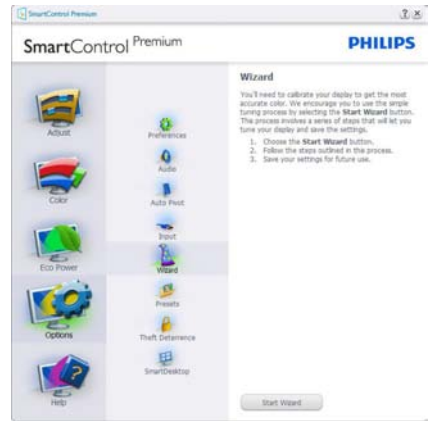 SmartControl Premium
SmartControl Premium
PHILIPS
Adjust
Color
Eco Power
Options
Help
Preferences
Audio
Auto Pivot
Input
Wizard
Presets
Theft Deterrence
SmartDesktop
Wizard
You'll need to calibrate your display to get the most
accurate color. We encourage you to use the simple
tuning process by selecting the Start Wizard button.
The process involves a series of steps that will let you
tune your display and save the settings.
1. Choose the Start Wizard button.
2. Follow the steps outlined in the process.
3. Save your settings for future use.
Start Wizard